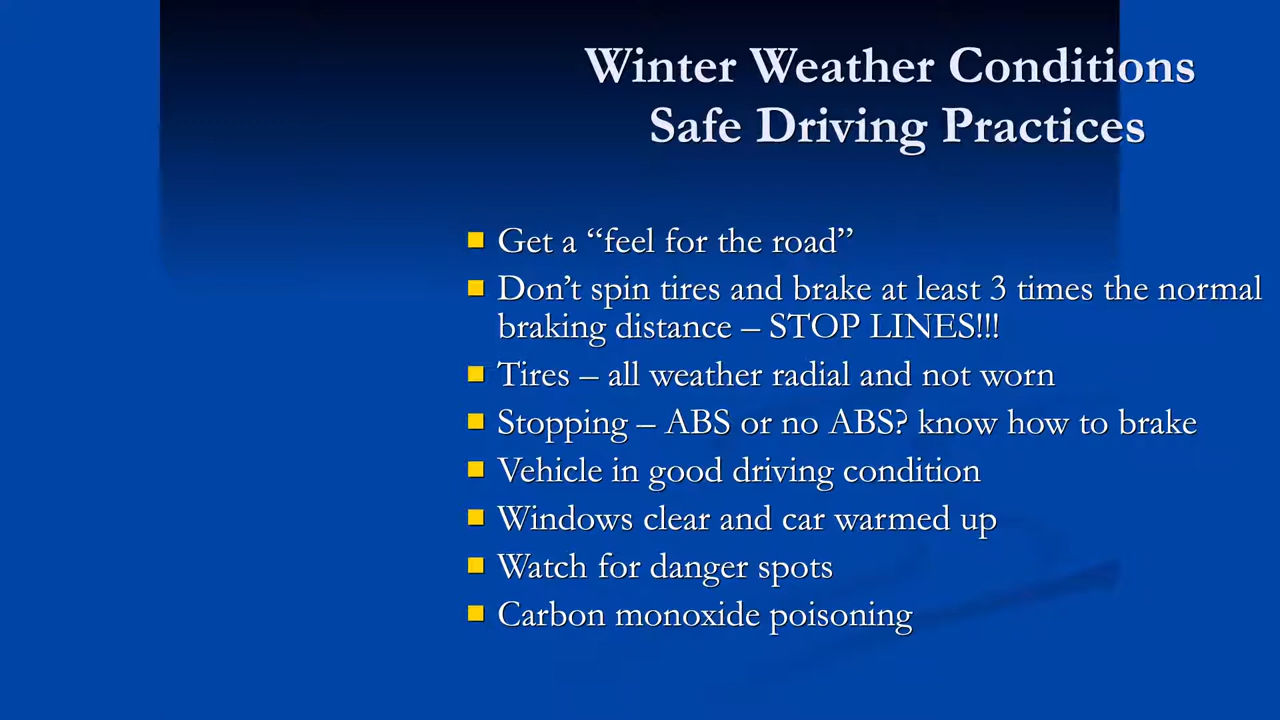 Winter Weather Conditions
Safe Driving Practices
Get a “feel for the road”
Don’t spin tires and brake at least 3 times the normal
braking distance – STOP LINES!!!
Tires – all weather radial and not worn
Stopping – ABS or no ABS? know how to brake
Vehicle in good driving condition
Windows clear and car warmed up
Watch for danger spots
Carbon monoxide poisoning